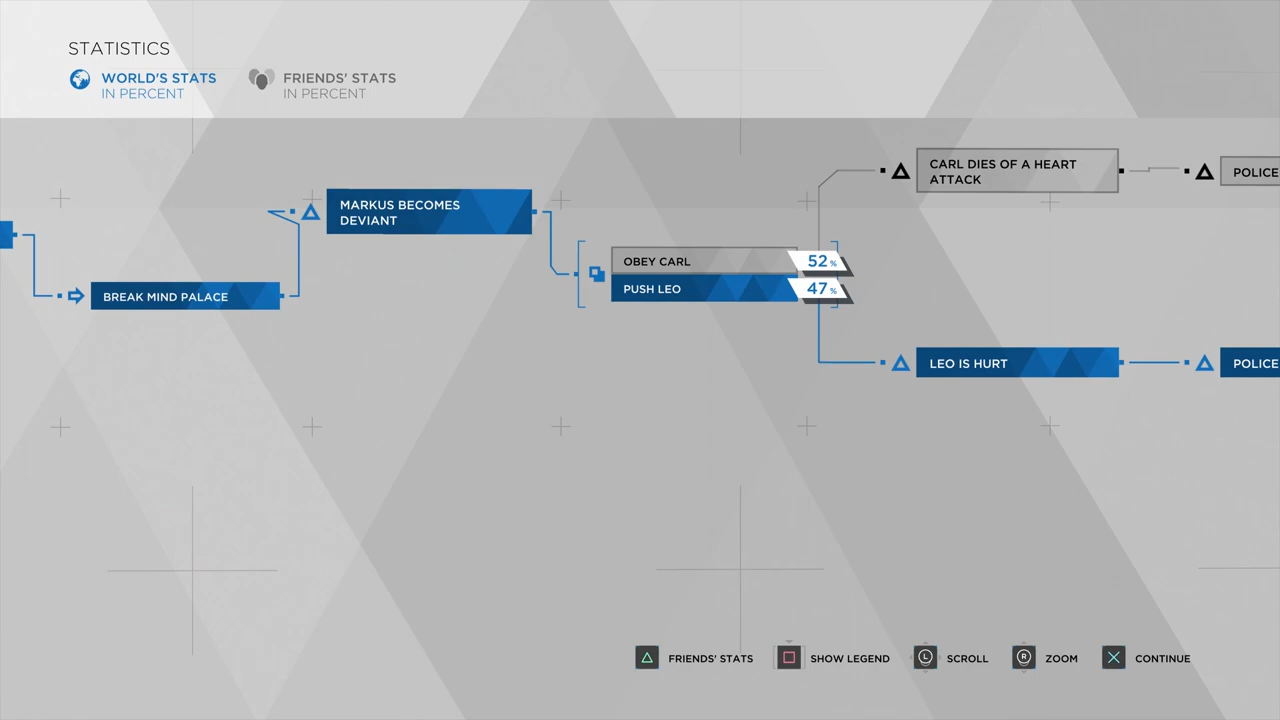 STATISTICS
WORLD'S STATS
IN PERCENT
FRIENDS' STATS
IN PERCENT
CARL DIES OF A HEART
ATTACK
POLICE
MARKUS BECOMES
DEVIANT
OBEY CARL
52 %
PUSH LEO
47 %
BREAK MIND PALACE
LEO IS HURT
POLICE
FRIENDS' STATS
SHOW LEGEND
L
SCROLL
R
ZOOM
CONTINUE